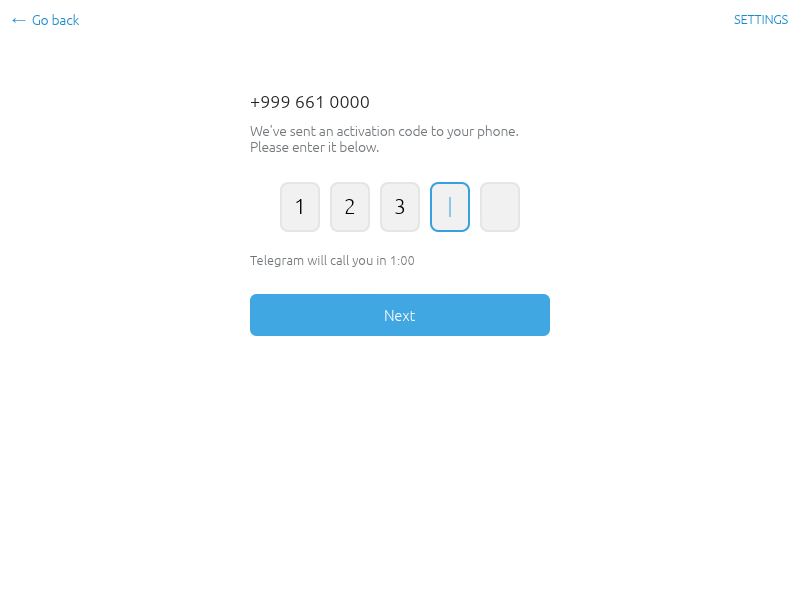 ← Go back
SETTINGS
+999 661 0000
We've sent an activation code to your phone.
Please enter it below.
1 2 3
Telegram will call you in 1:00
Next